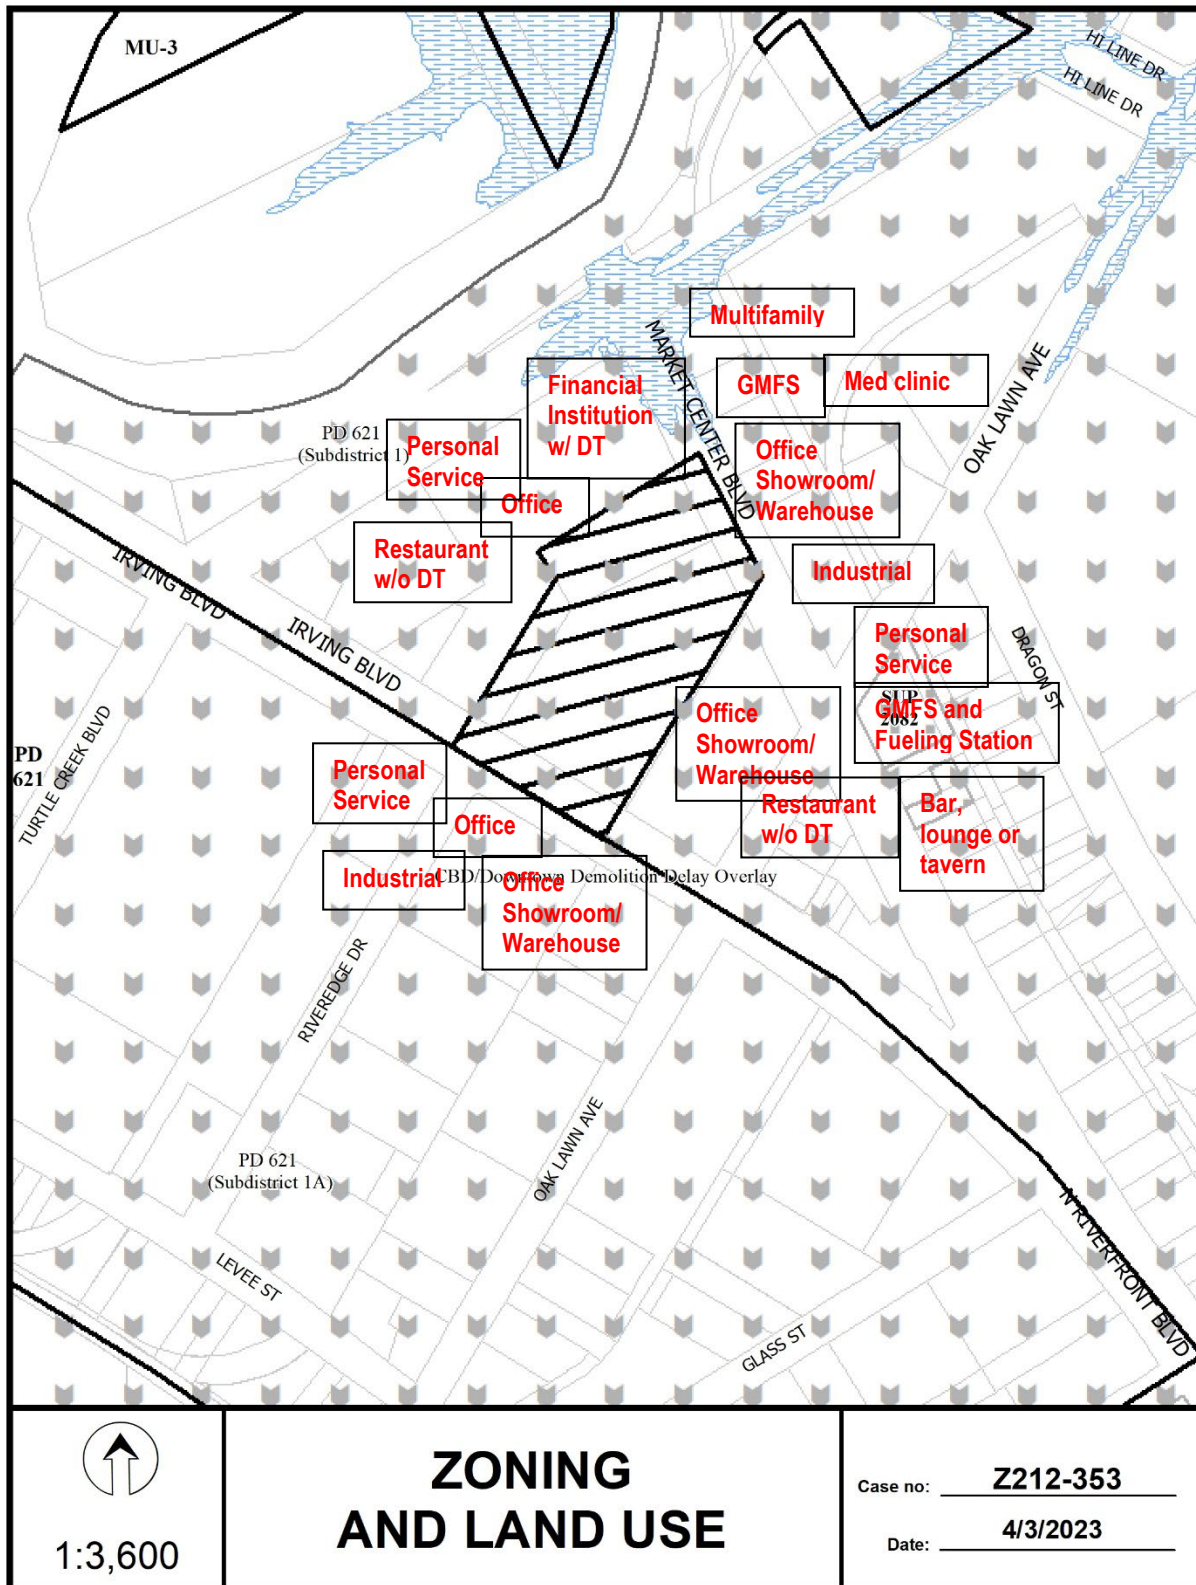 MU-3
HI LINE DR
HI LINE DR
Multifamily
MARKET CENTER BLVD
Financial
Institution
w/ DT
GMFS
Med clinic
OAK LAWN AVE
PD 621
(Subdistrict 1)
Personal
Service
Office
Office
Showroom/
Warehouse
Restaurant
w/o DT
IRVING BLVD
IRVING BLVD
Industrial
Personal
Service
DRAGON ST
SUP
2082
GMFS and
Fueling Station
Office
Showroom/
Warehouse
TURTLE CREEK BLVD
PD
621
Personal
Service
Office
Restaurant
w/o DT
Bar,
lounge or
tavern
Industrial
CBD/Downtown Demolition Delay Overlay
Office
Showroom/
Warehouse
RIVEREDGE DR
OAK LAWN AVE
PD 621
(Subdistrict 1A)
N RIVERFRONT BLVD
LEVEE ST
GLASS ST
1:3,600
ZONING
AND LAND USE
Case no: Z212-353
Date: 4/3/2023